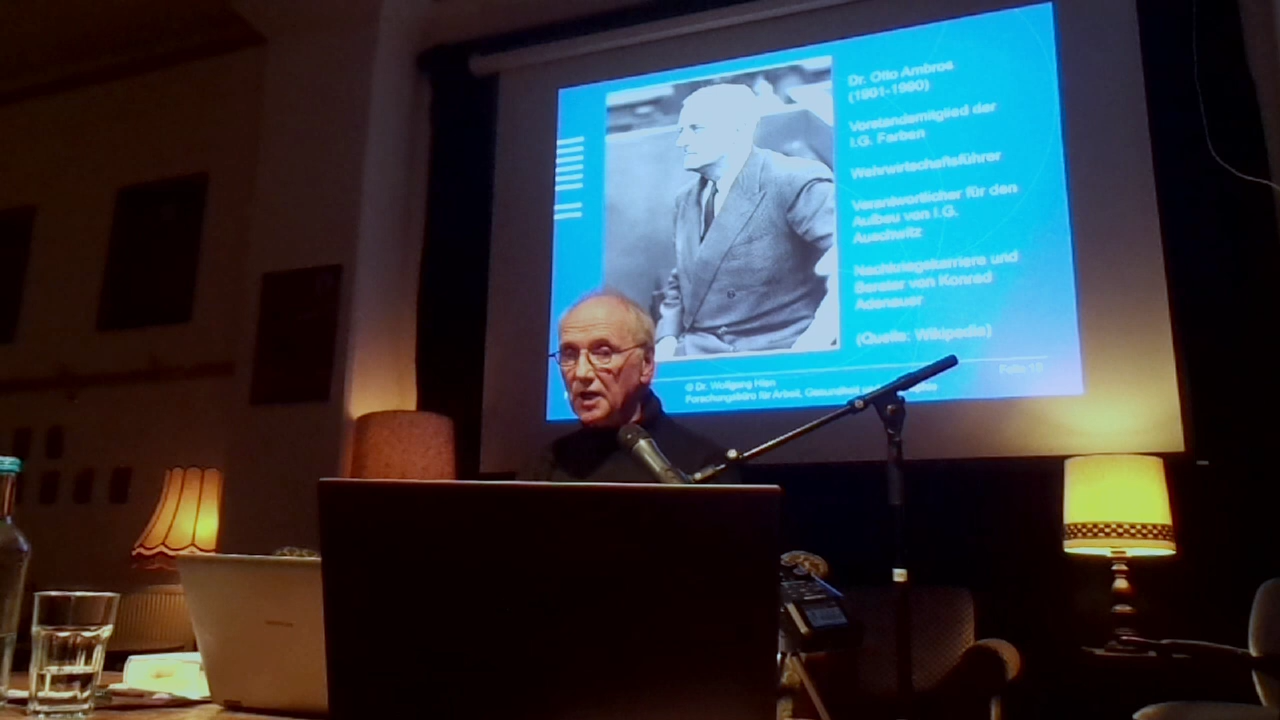 Dr. Otto Ambros
(1901-1990)
Vorstandsmitglied der
I.G. Farben
Wehrwirtschaftsführer
Verantwortlicher für den
Aufbau von I.G.
Auschwitz
Nachkriegskarriere und
Berater von Konrad
Adenauer
(Quelle: Wikipedia)
Folie 13
© Dr. Wolfgang Hien
Forschungsbüro für Arbeit, Gesundheit und